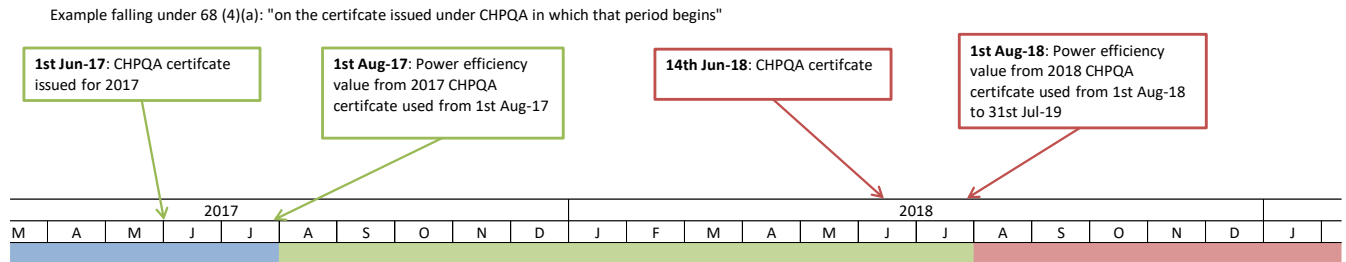 Example falling under 68 (4)(a): "on the certifcate issued under CHPQA in which that period begins"
1st Jun-17: CHPQA certifcate
issued for 2017
1st Aug-17: Power efficiency
value from 2017 CHPQA
certifcate used from 1st Aug-17
14th Jun-18: CHPQA certifcate
1st Aug-18: Power efficiency
value from 2018 CHPQA
certifcate used from 1st Aug-18
to 31st Jul-19
2017 2018
M A M J J A S O N D J F M A M J J A S O N D J